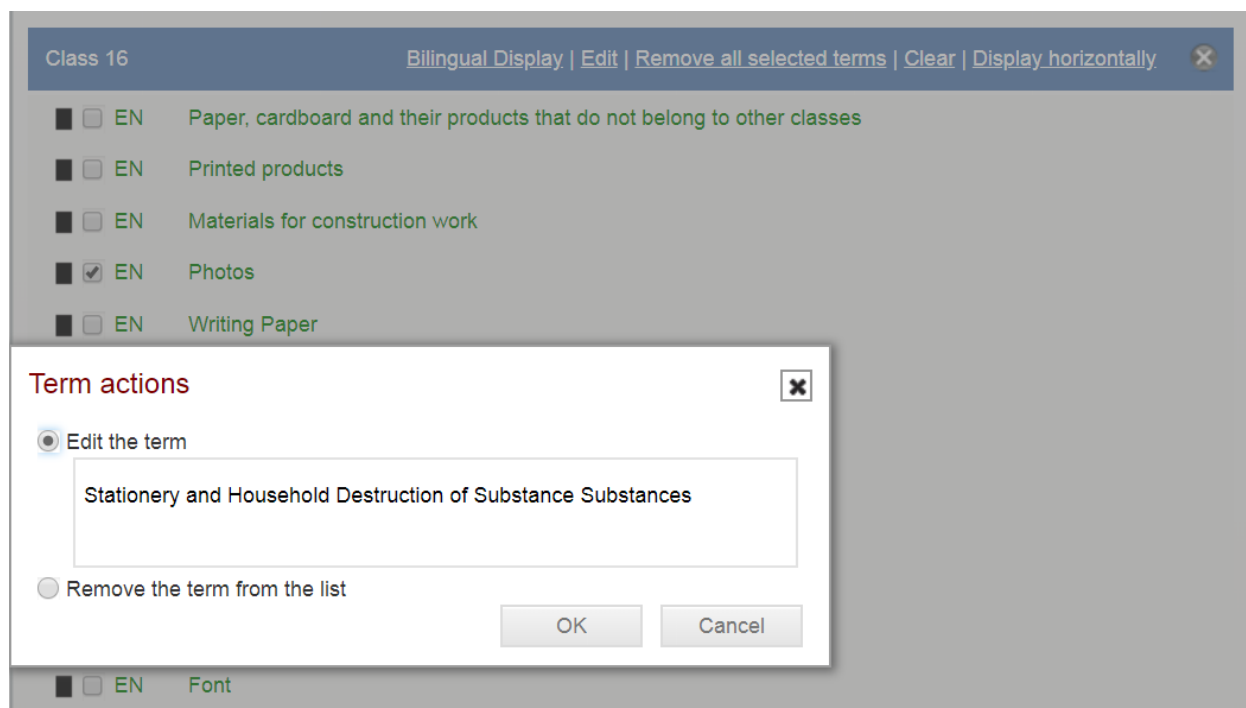 Class 16 Bilingual Display | Edit | Remove all selected terms | Clear | Display horizontally
EN Paper, cardboard and their products that do not belong to other classes
EN Printed products
EN Materials for construction work
EN Photos
EN Writing Paper
Term actions
Edit the term
Stationery and Household Destruction of Substance Substances
Remove the term from the list
OK Cancel
EN Font